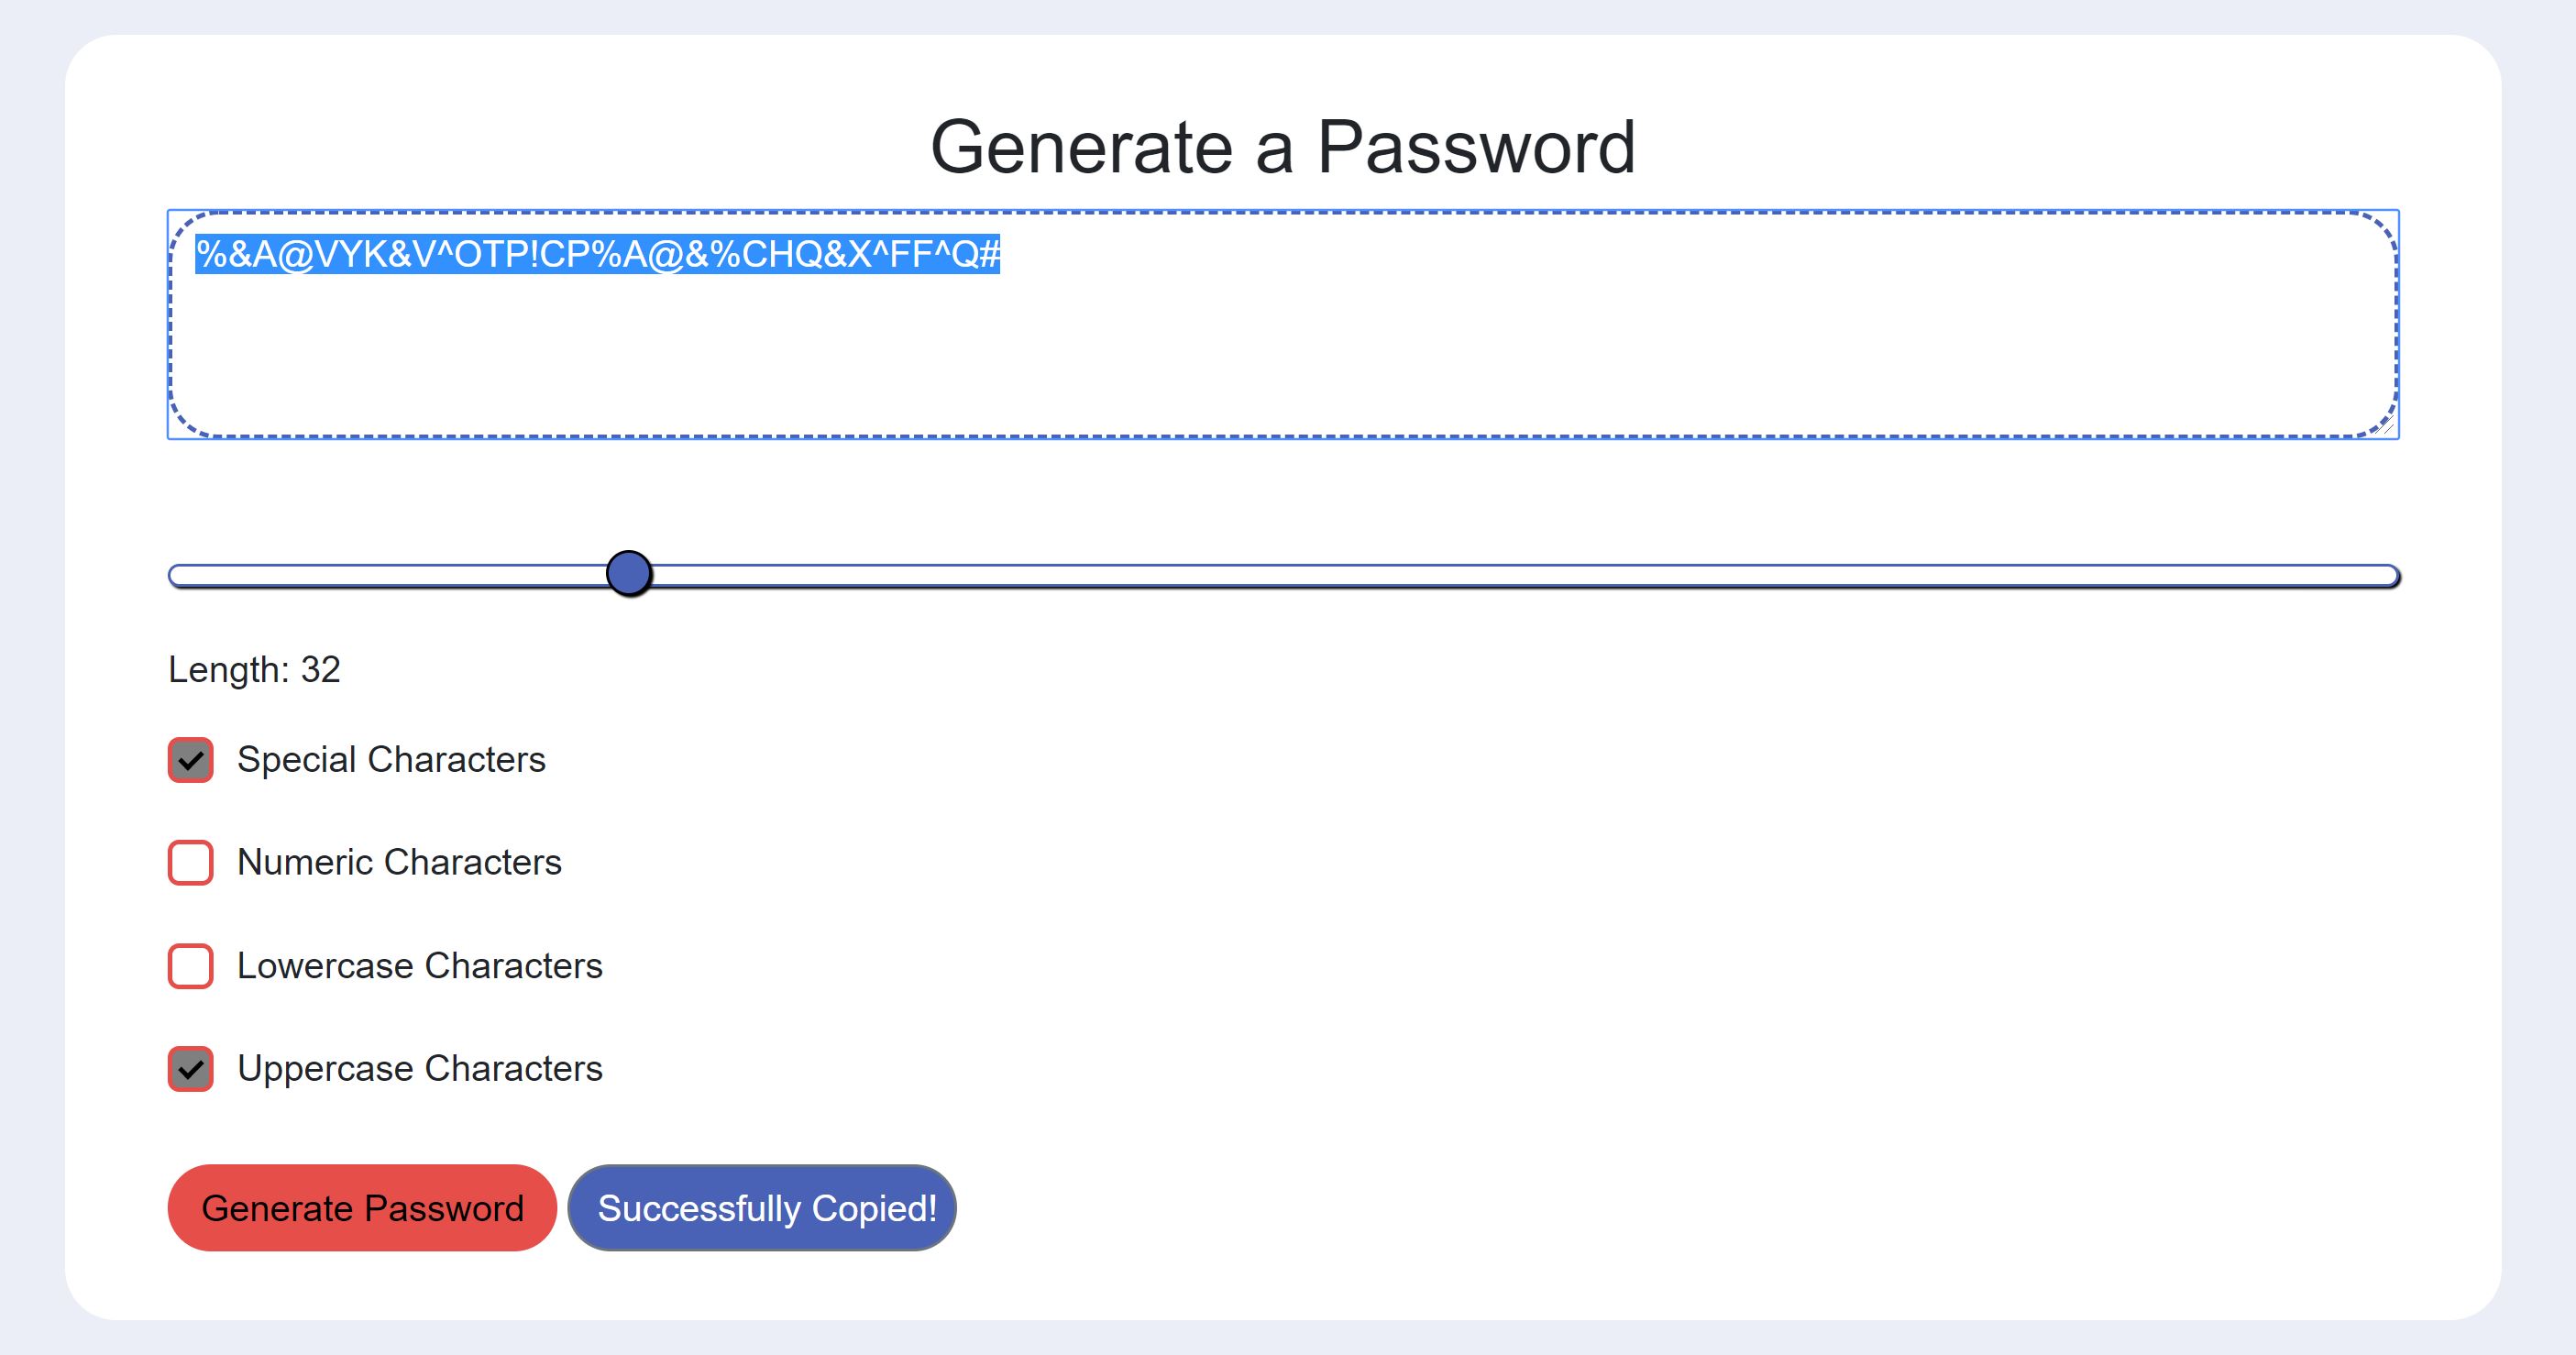 Generate a Password
%&A@VYK&V^OTP!CP%A@&%CHQ&X^FF^Q#
Length: 32
Special Characters
Numeric Characters
Lowercase Characters
Uppercase Characters
Generate Password Successfully Copied!